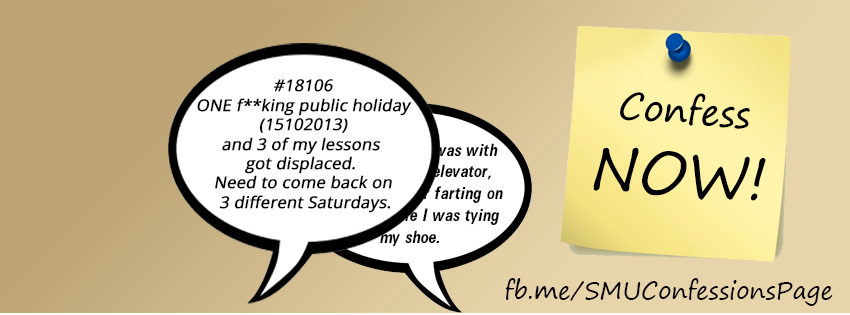 #18106
ONE f**king public holiday
(15102013)
and 3 of my lessons
got displaced.
Need to come back on
3 different Saturdays.
was with
elevator,
farting on
I was tying
my shoe.
Confess
NOW!
fb.me/SMUConfessionsPage